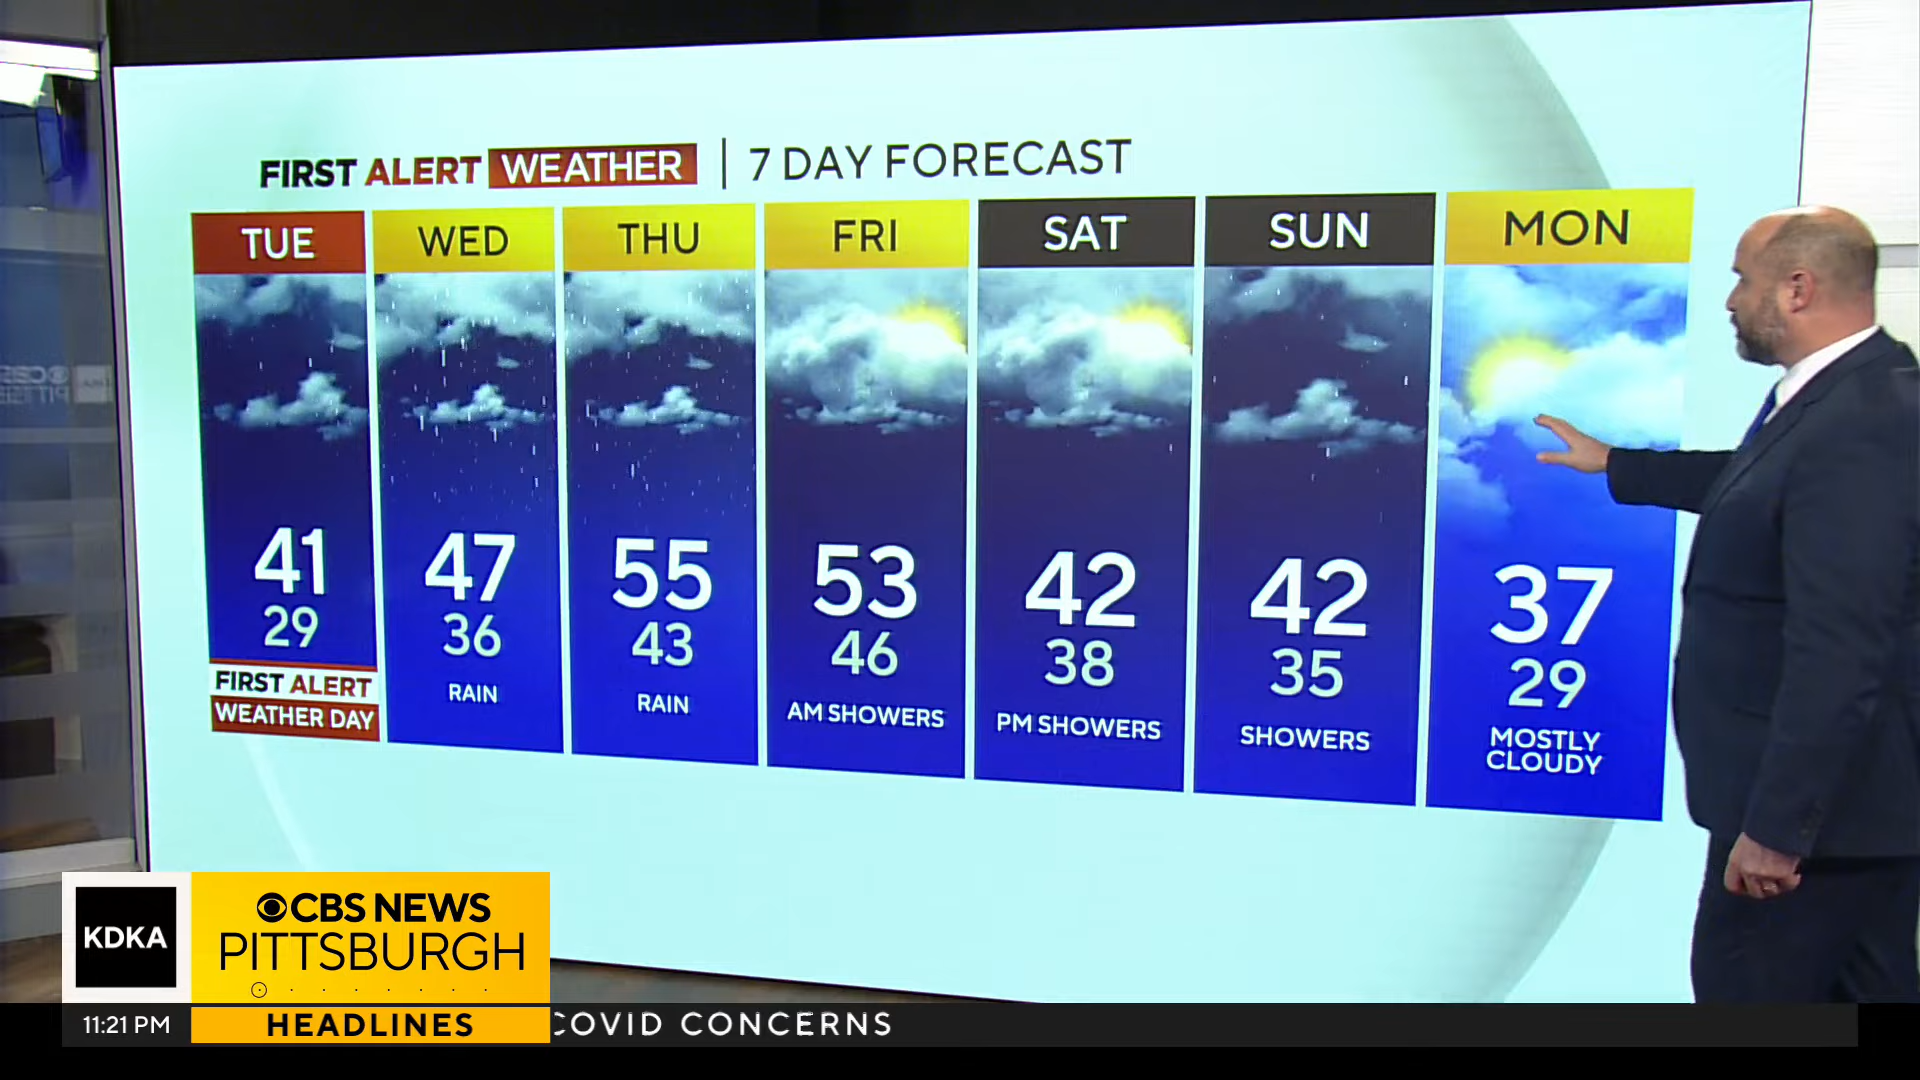 FIRST ALERT WEATHER | 7 DAY FORECAST
TUE WED THU FRI SAT SUN MON
41 47 55 53 42 42 37
29 36 43 46 38 35 29
FIRST ALERT
WEATHER DAY
RAIN
RAIN
AM SHOWERS
PM SHOWERS
SHOWERS
MOSTLY
CLOUDY
KDKA
CBS NEWS
PITTSBURGH
11:21 PM
HEADLINES
COVID CONCERNS